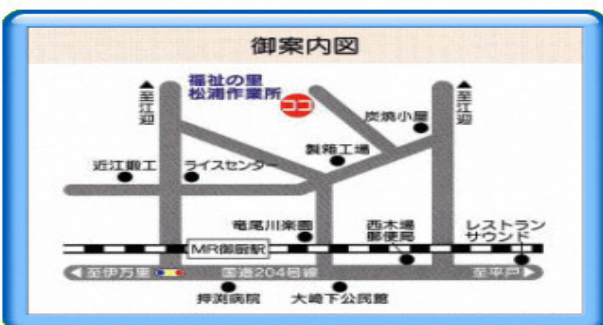 御案内図
▲至江迎
福祉の里
松浦作業所
ココ
▲至江迎
炭焼小屋
製箱工場
近江鍛工
ライスセンター
竜尾川楽園
西木場
郵便局
レストラン
サウンド
MR御厨駅
◀至伊万里
国道204号線
至平戸▶
押渕病院
大崎下公民館